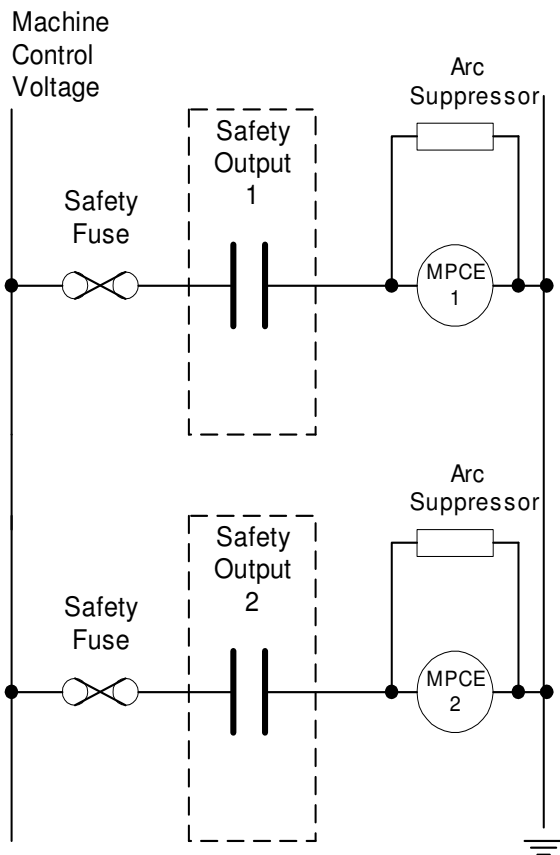 Machine
Control
Voltage
Arc
Suppressor
Safety
Output
1
Safety
Fuse
MPCE
1
Arc
Suppressor
Safety
Output
2
Safety
Fuse
MPCE
2